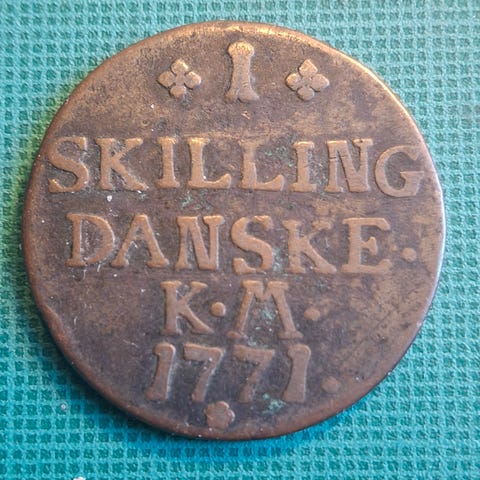 1
SKILLING
DANSKE·
K·M·
1771.